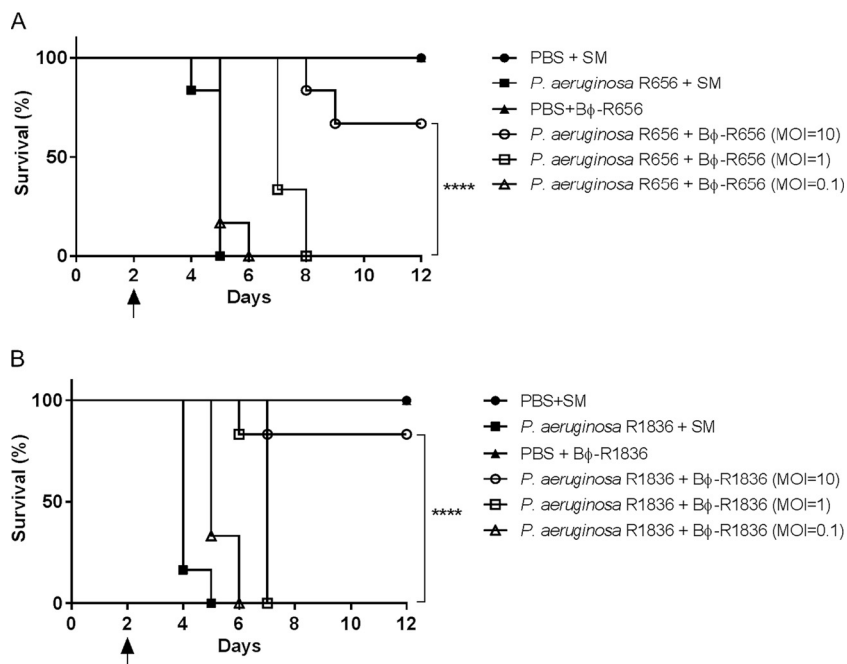 A
Survival (%)
100
50
0
0 2 4 6 8 10 12
Days
****
PBS + SM
P. aeruginosa R656 + SM
PBS+Bϕ-R656
P. aeruginosa R656 + Bϕ-R656 (MOI=10)
P. aeruginosa R656 + Bϕ-R656 (MOI=1)
P. aeruginosa R656 + Bϕ-R656 (MOI=0.1)
B
Survival (%)
100
50
0
0 2 4 6 8 10 12
Days
****
PBS+SM
P. aeruginosa R1836 + SM
PBS + Bϕ-R1836
P. aeruginosa R1836 + Bϕ-R1836 (MOI=10)
P. aeruginosa R1836 + Bϕ-R1836 (MOI=1)
P. aeruginosa R1836 + Bϕ-R1836 (MOI=0.1)